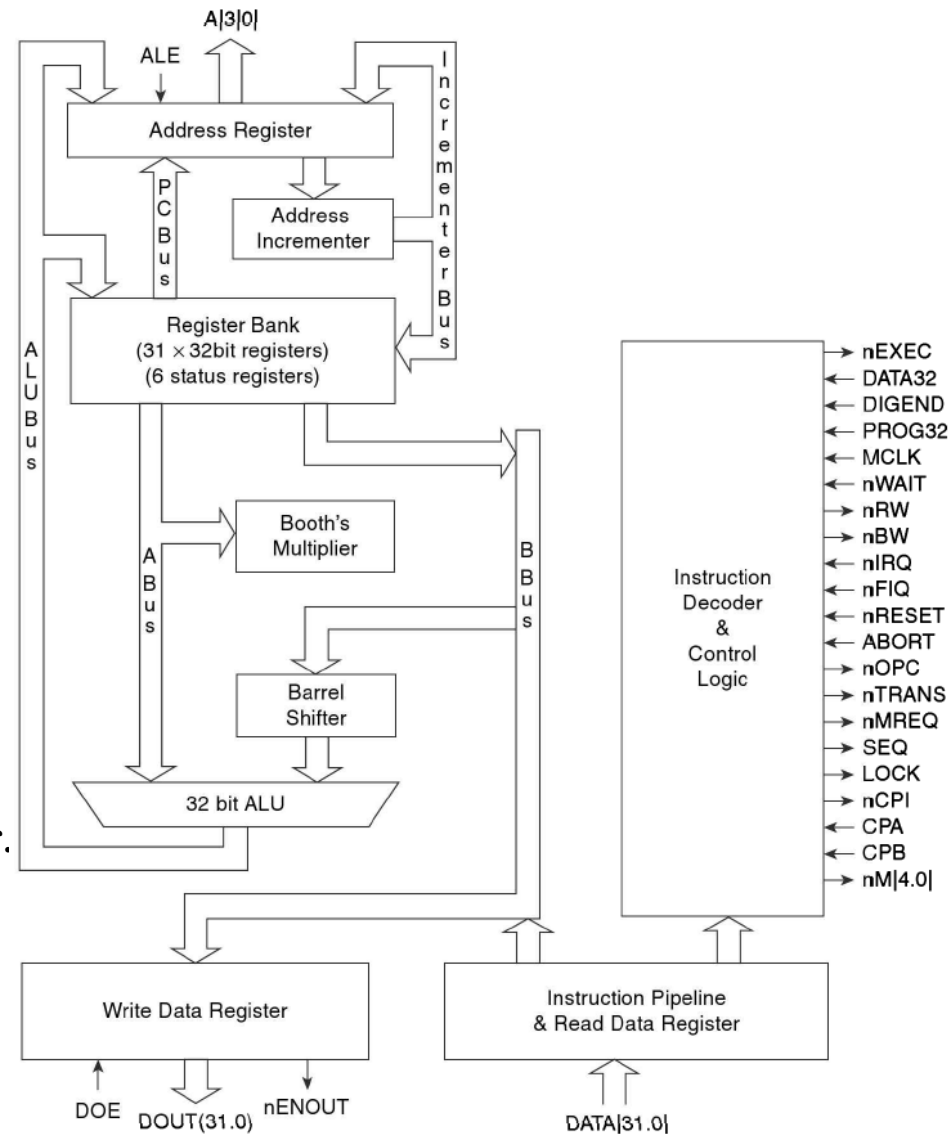 A|3|0|
ALE
Incrementer Bus
Address Register
PC Bus
Address
Incrementer
Register Bank
(31 × 32bit registers)
(6 status registers)
ALU Bus
A Bus
Booth's
Multiplier
B Bus
Barrel
Shifter
32 bit ALU
Instruction
Decoder
&
Control
Logic
nEXEC
DATA32
DIGEND
PROG32
MCLK
nWAIT
nRW
nBW
nIRQ
nFIQ
nRESET
ABORT
nOPC
nTRANS
nMREQ
SEQ
LOCK
nCPI
CPA
CPB
nM|4.0|
Write Data Register
Instruction Pipeline
& Read Data Register
DOE
DOUT(31.0)
nENOUT
DATA|31.0|